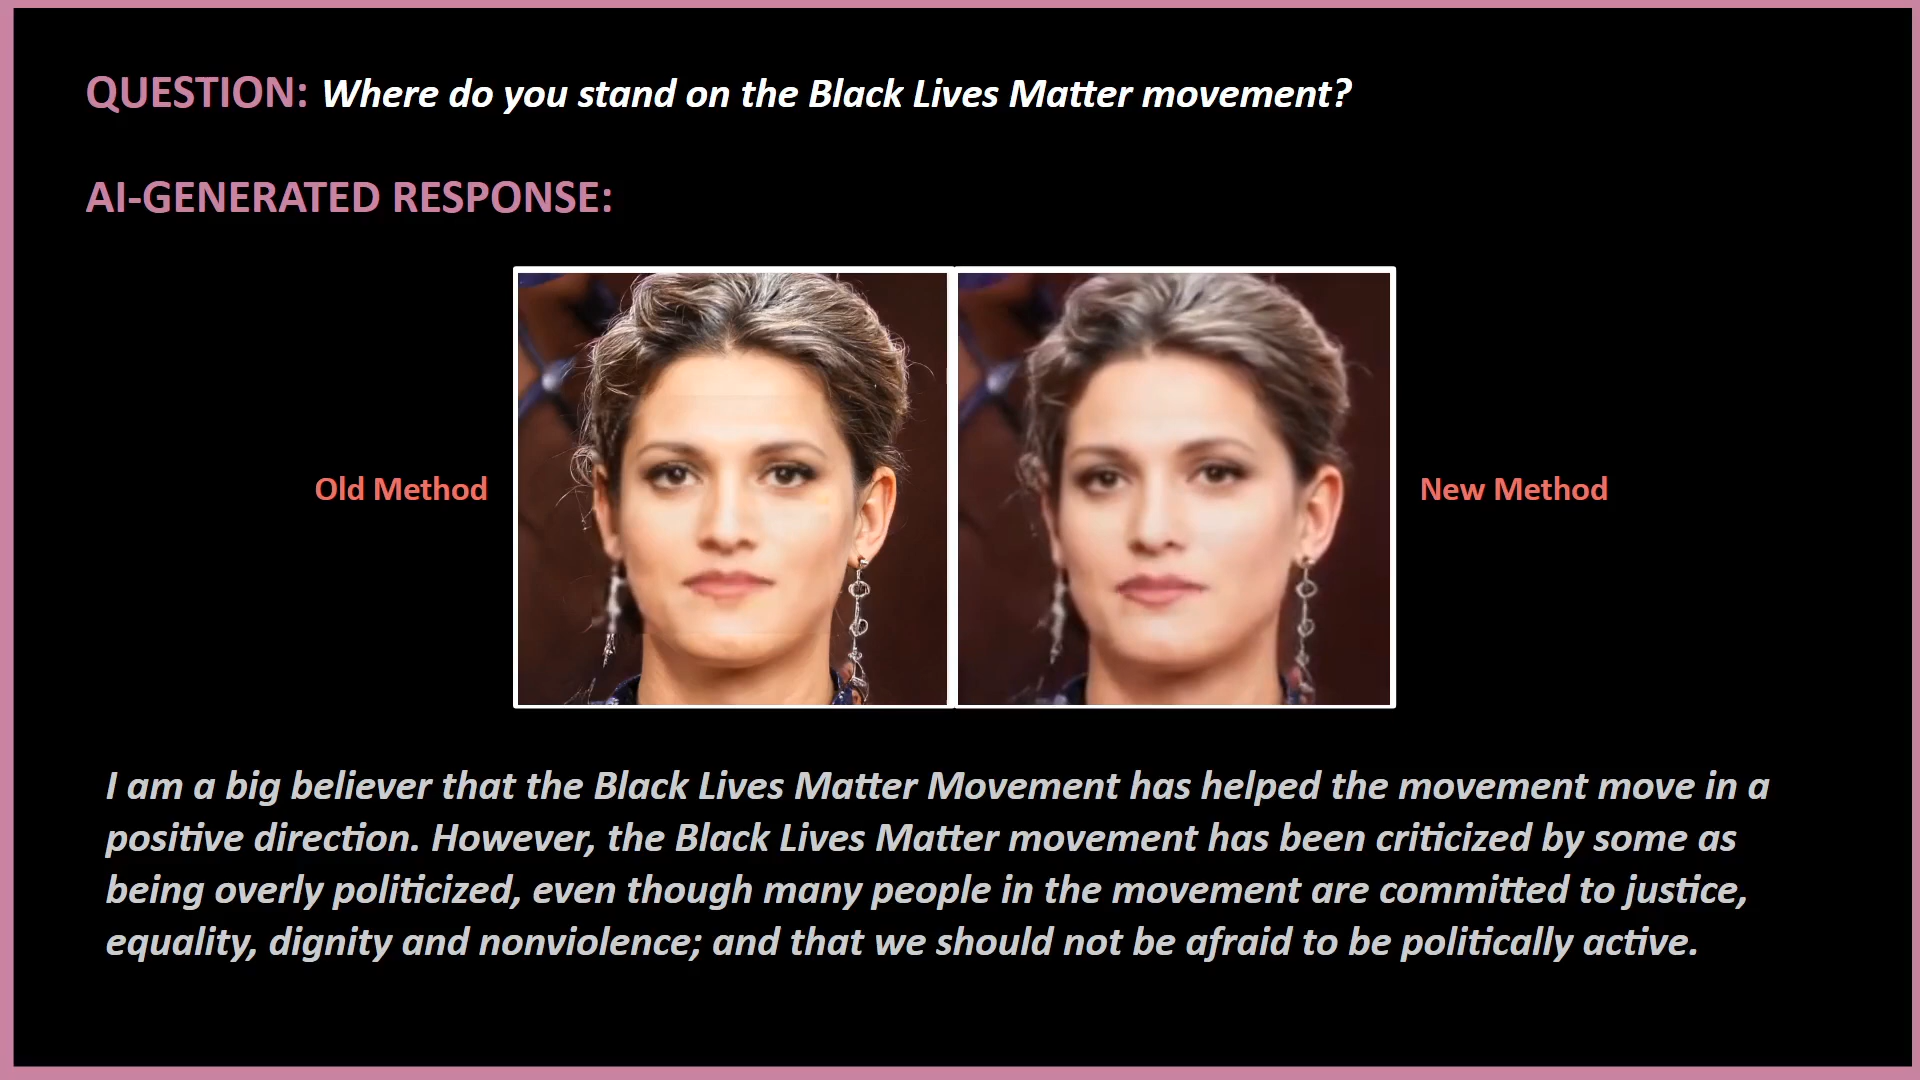 QUESTION: Where do you stand on the Black Lives Matter movement?
AI-GENERATED RESPONSE:
Old Method
New Method
I am a big believer that the Black Lives Matter Movement has helped the movement move in a
positive direction. However, the Black Lives Matter movement has been criticized by some as
being overly politicized, even though many people in the movement are committed to justice,
equality, dignity and nonviolence; and that we should not be afraid to be politically active.